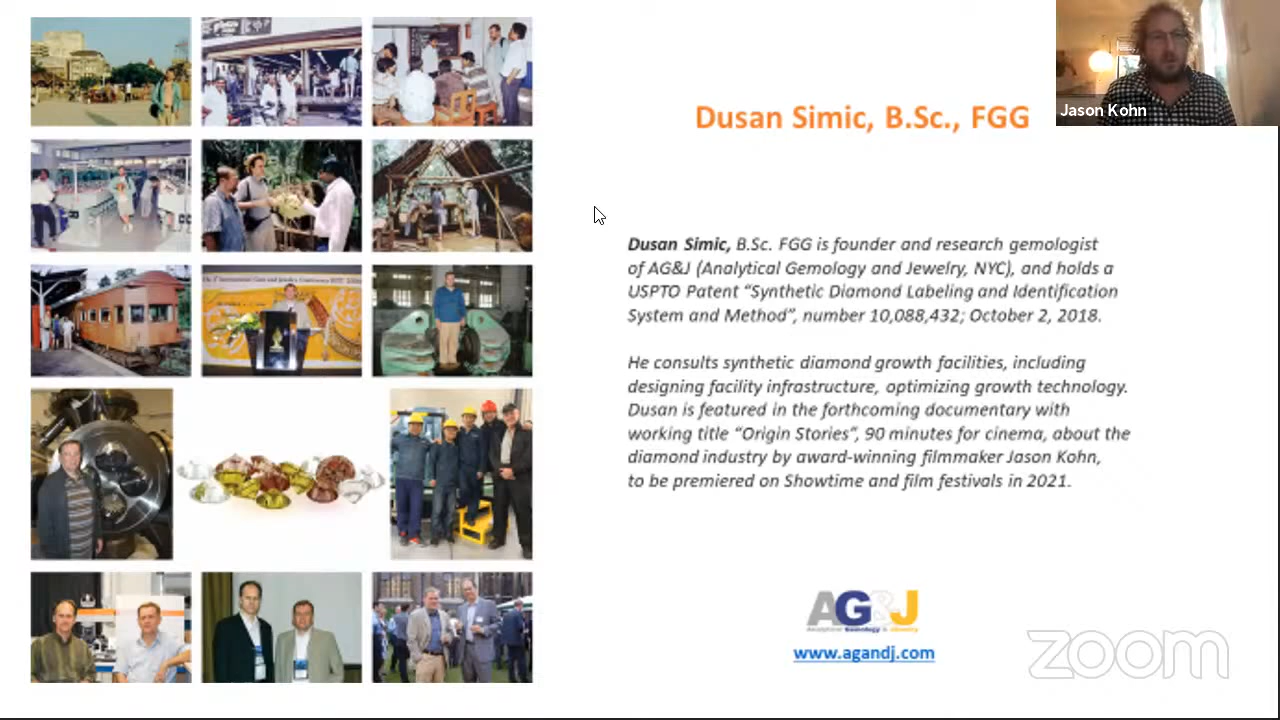 Jason Kohn
Dusan Simic, B.Sc., FGG
Dusan Simic, B.Sc. FGG is founder and research gemologist
of AG&J (Analytical Gemology and Jewelry, NYC), and holds a
USPTO Patent “Synthetic Diamond Labeling and Identification
System and Method”, number 10,088,432; October 2, 2018.
He consults synthetic diamond growth facilities, including
designing facility infrastructure, optimizing growth technology.
Dusan is featured in the forthcoming documentary with
working title “Origin Stories”, 90 minutes for cinema, about the
diamond industry by award-winning filmmaker Jason Kohn,
to be premiered on Showtime and film festivals in 2021.
AG&J
Analytical Gemology & Jewelry
www.agandj.com
zoom